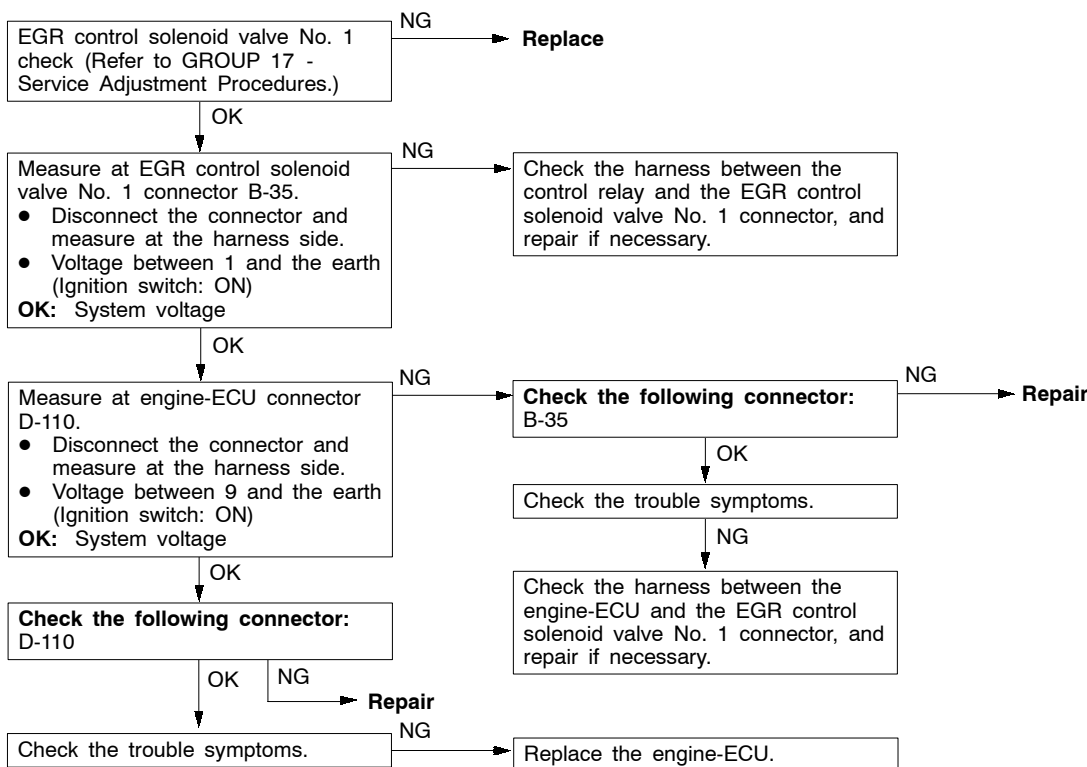 EGR control solenoid valve No. 1
check (Refer to GROUP 17 -
Service Adjustment Procedures.)
NG
Replace
OK
Measure at EGR control solenoid
valve No. 1 connector B-35.
● Disconnect the connector and
measure at the harness side.
● Voltage between 1 and the earth
(Ignition switch: ON)
OK: System voltage
NG
Check the harness between the
control relay and the EGR control
solenoid valve No. 1 connector, and
repair if necessary.
OK
Measure at engine-ECU connector
D-110.
● Disconnect the connector and
measure at the harness side.
● Voltage between 9 and the earth
(Ignition switch: ON)
OK: System voltage
NG
Check the following connector:
B-35
NG
Repair
OK
Check the trouble symptoms.
NG
Check the harness between the
engine-ECU and the EGR control
solenoid valve No. 1 connector, and
repair if necessary.
OK
Check the following connector:
D-110
OK
NG
Repair
Check the trouble symptoms.
NG
Replace the engine-ECU.